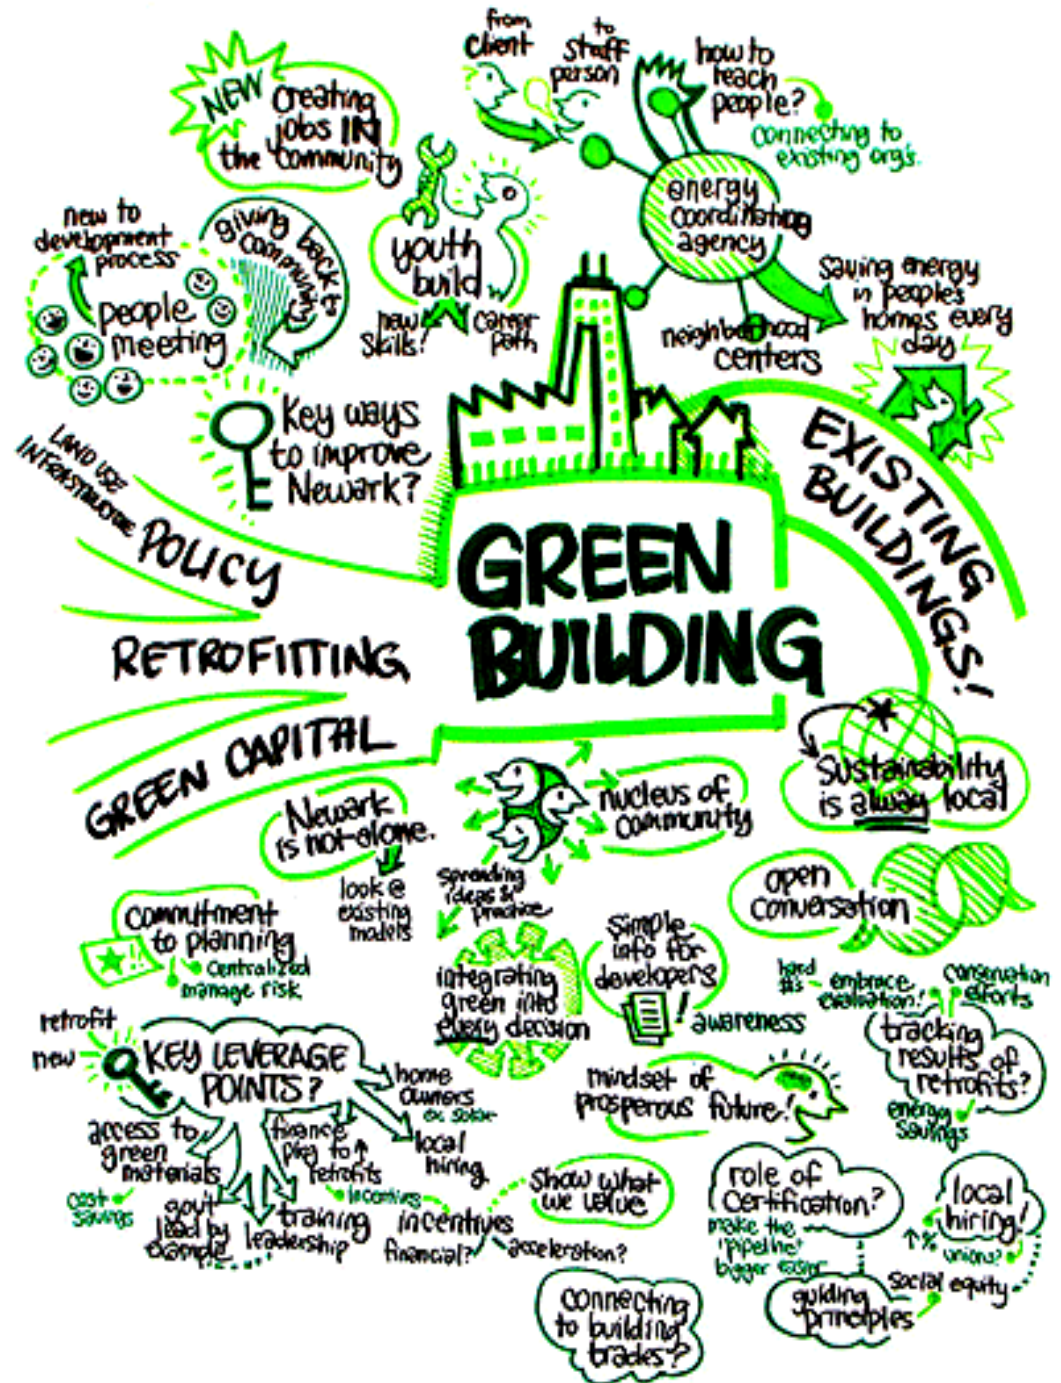 from
client
to
staff
person
how to
teach
people?
connecting to
existing org's.
NEW
creating
jobs IN
the community
energy
coordinating
agency
youth
build
new
skills!
career
path
new to
development
process
giving back to
community
people
meeting
saving energy
in people's
homes every
day
neighborhood
centers
Key ways
to improve
Newark?
EXISTING
BUILDINGS!
LAND USE
INFRASTRUCTURE
POLICY
RETROFITTING
GREEN CAPITAL
GREEN
BUILDING
Sustainability
is alway local
Newark
is not alone.
look @
existing
models
nucleus of
community
spreading
ideas &
practice
open
conversation
commitment
to planning
centralized
manage risk
integrating
green into
every decision
simple
info for
developers
!
awareness
hard
#'s
embrace
evaluation!
conservation
efforts
tracking
results of
retrofits?
energy
savings
retrofit
new
KEY LEVERAGE
POINTS?
home
owners
ex. solar
local
hiring
access to
green
materials
cost
savings
gov't
lead by
example
leadership
training
finance
retrofits
incentives
incentives
financial?
acceleration?
mindset of
prosperous future!
Show what
we value
role of
certification?
make the
"pipeline"
bigger easier
local
hiring!
↑%
unions?
social equity
guiding
principles
connecting
to building
trades?